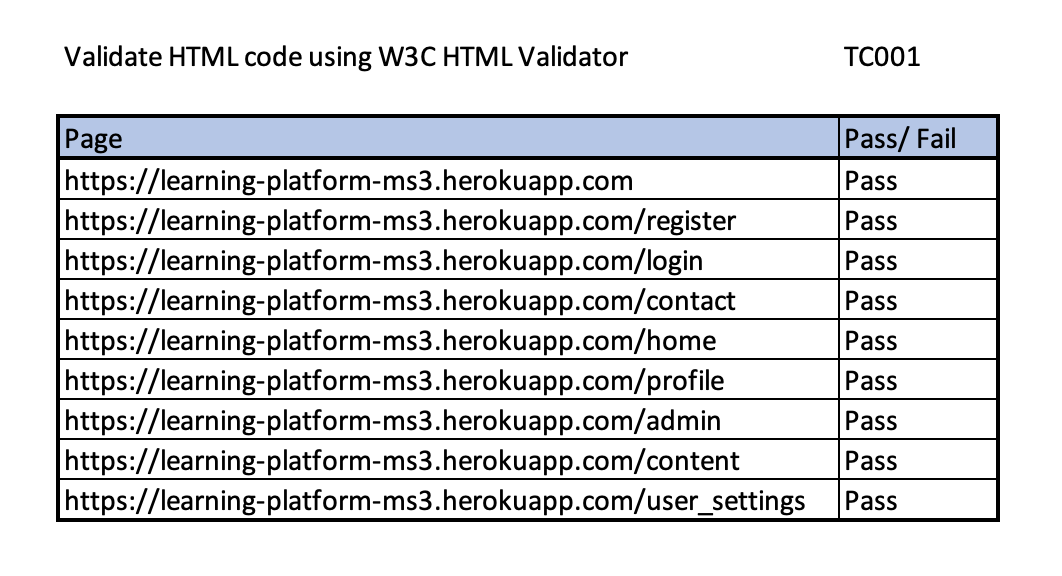 Validate HTML code using W3C HTML Validator TC001
Page Pass/ Fail
https://learning-platform-ms3.herokuapp.com Pass
https://learning-platform-ms3.herokuapp.com/register Pass
https://learning-platform-ms3.herokuapp.com/login Pass
https://learning-platform-ms3.herokuapp.com/contact Pass
https://learning-platform-ms3.herokuapp.com/home Pass
https://learning-platform-ms3.herokuapp.com/profile Pass
https://learning-platform-ms3.herokuapp.com/admin Pass
https://learning-platform-ms3.herokuapp.com/content Pass
https://learning-platform-ms3.herokuapp.com/user_settings Pass